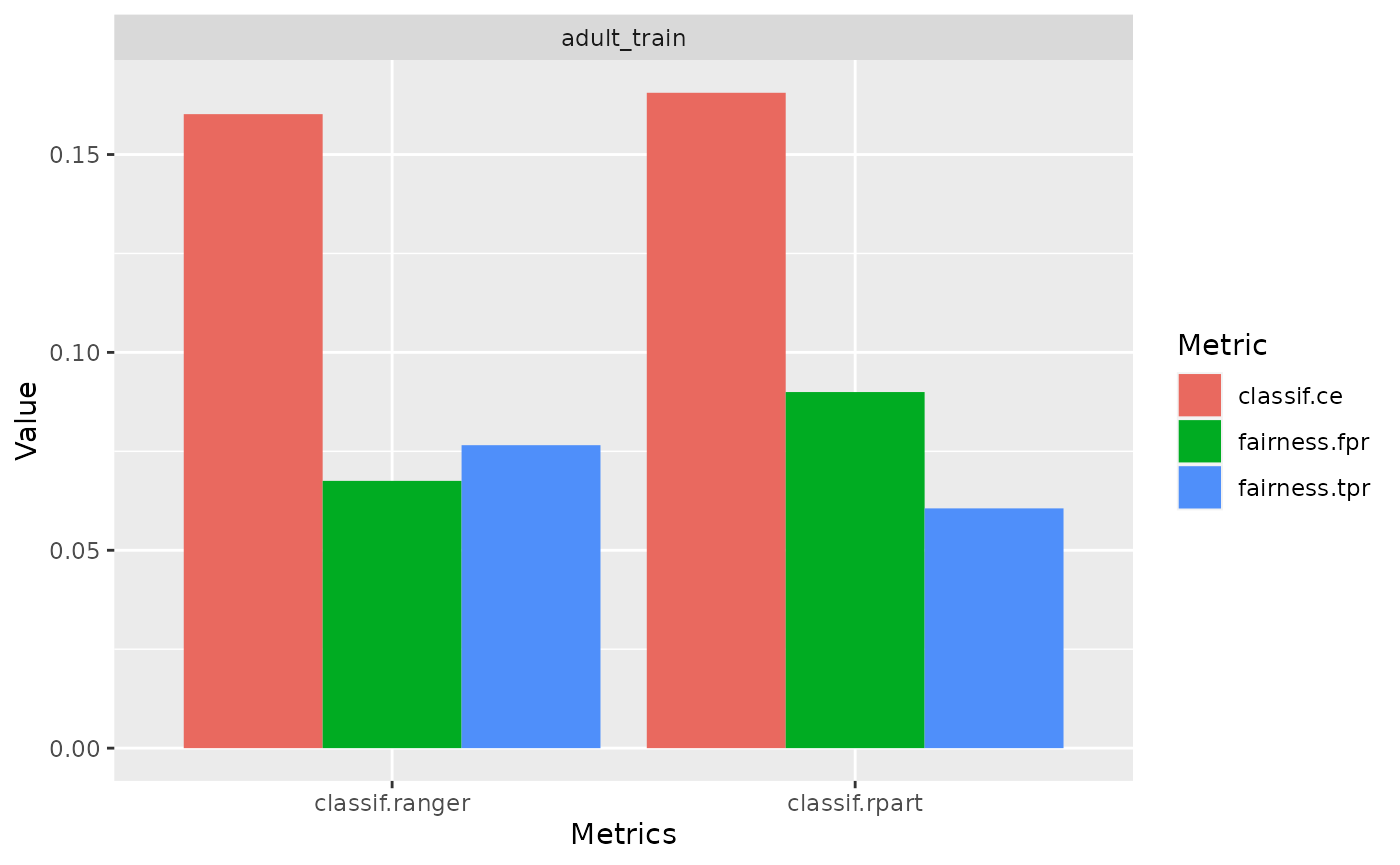 adult_train
0.15
0.10
0.05
0.00
Value
classif.ranger
classif.rpart
Metrics
Metric
classif.ce
fairness.fpr
fairness.tpr